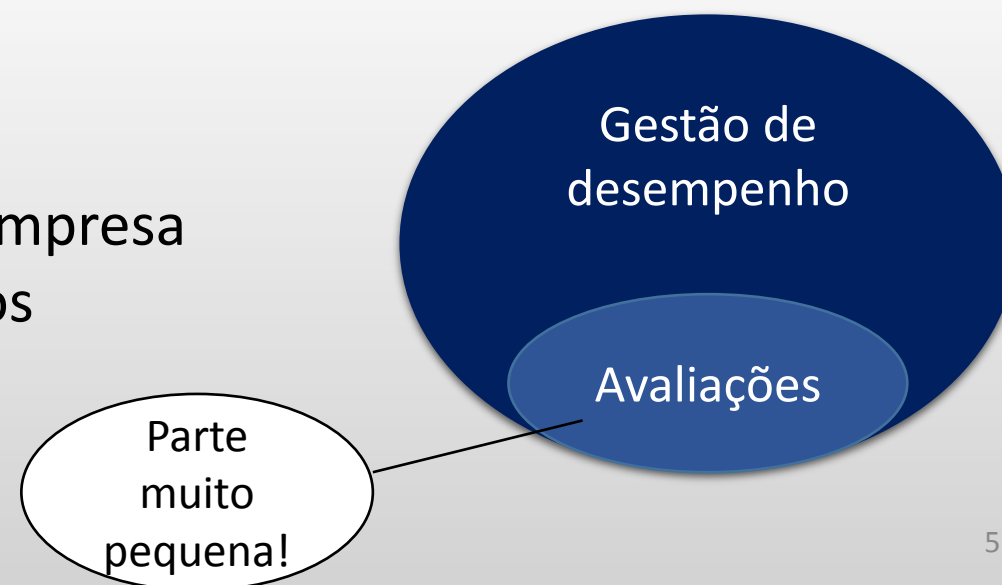 Gestão de
desempenho
mpresa
os
Avaliações
Parte
muito
pequena!
5